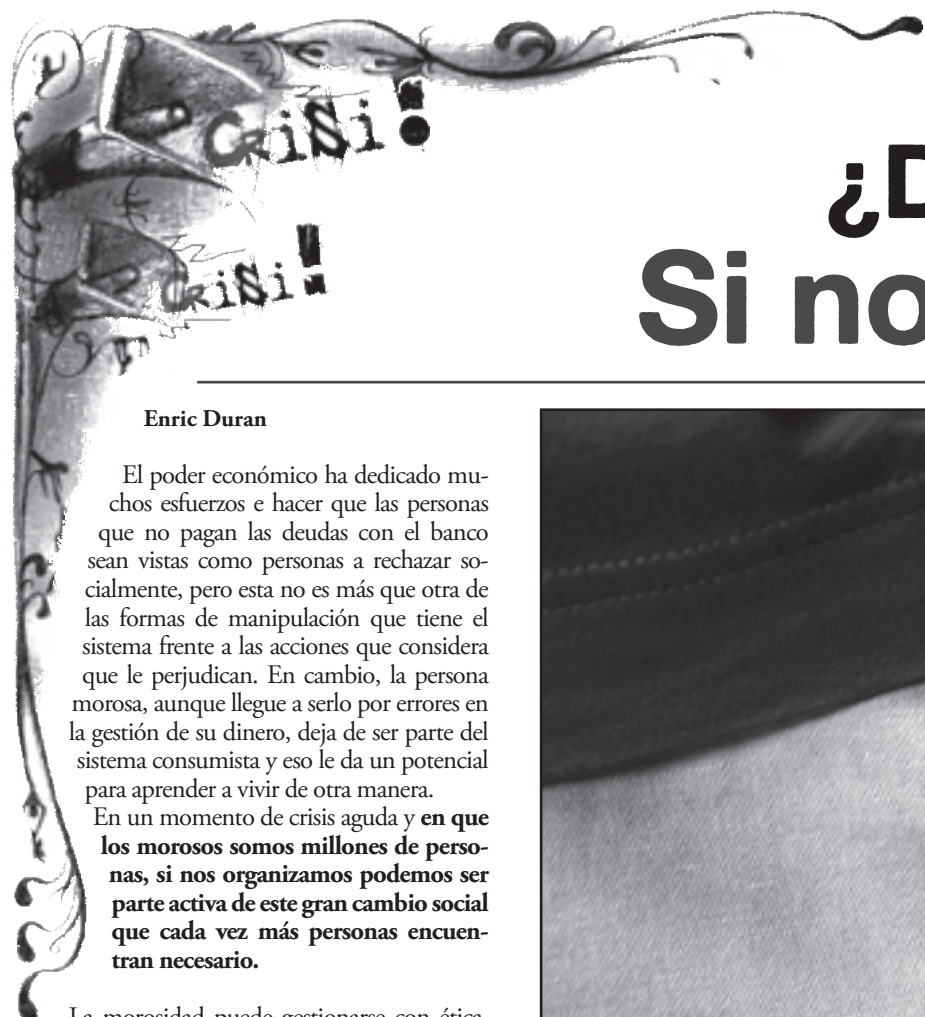 CRiSi!
CRiSi!
¿D
Si no
Enric Duran
El poder económico ha dedicado mu-
chos esfuerzos e hacer que las personas
que no pagan las deudas con el banco
sean vistas como personas a rechazar so-
cialmente, pero esta no es más que otra de
las formas de manipulación que tiene el
sistema frente a las acciones que considera
que le perjudican. En cambio, la persona
morosa, aunque llegue a serlo por errores en
la gestión de su dinero, deja de ser parte del
sistema consumista y eso le da un potencial
para aprender a vivir de otra manera.
En un momento de crisis aguda y en que
los morosos somos millones de perso-
nas, si nos organizamos podemos ser
parte activa de este gran cambio social
que cada vez más personas encuen-
tran necesario.
La morosidad puede gestionarse con ética,